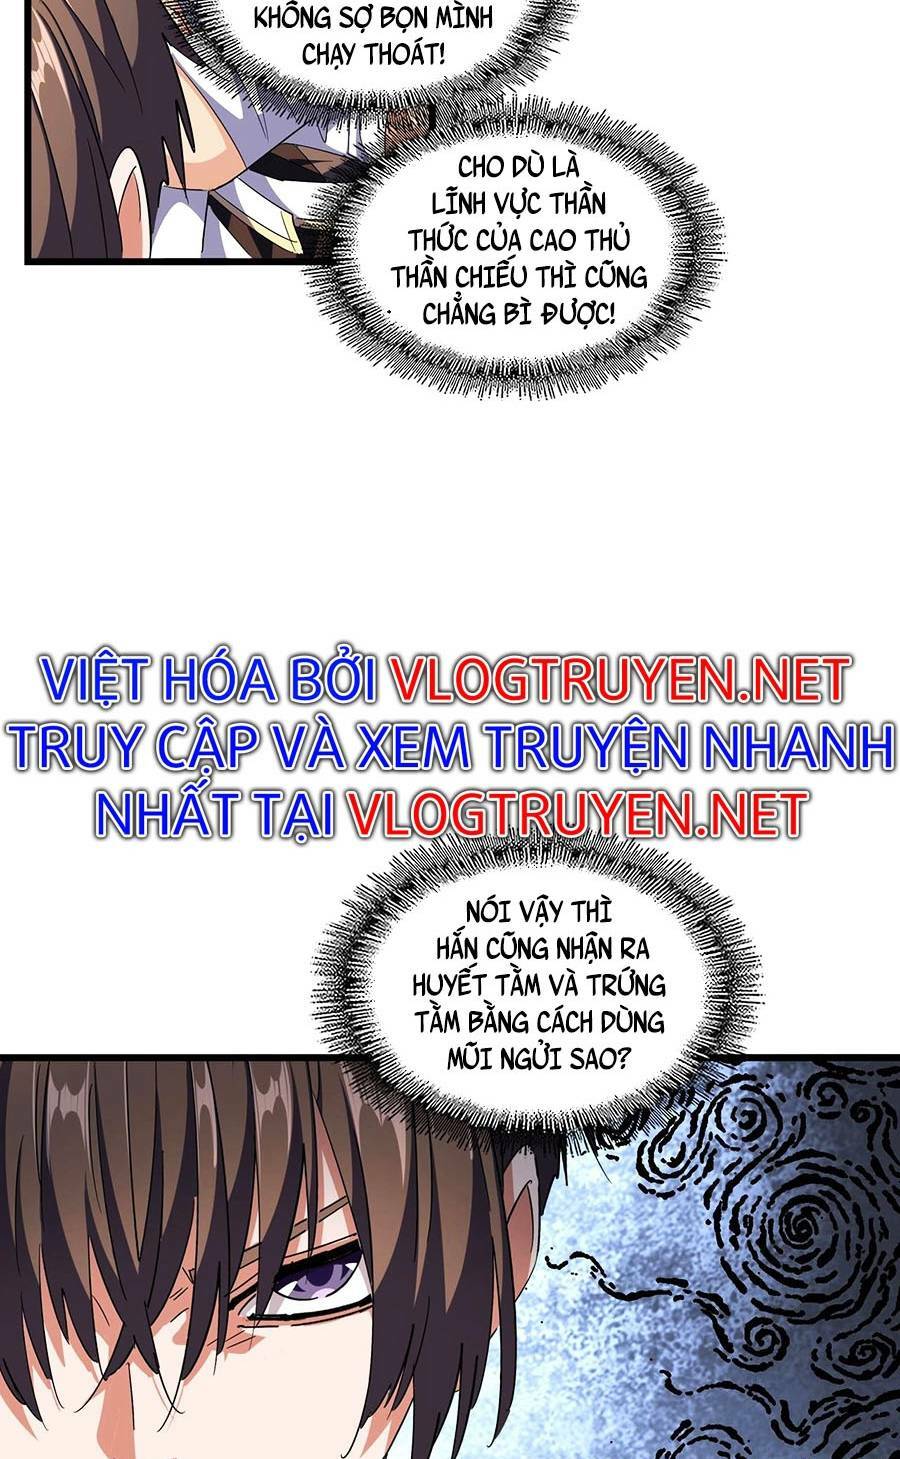 KHÔNG SỢ BỌN MÌNH
CHẠY THOÁT!
CHO DÙ LÀ
LĨNH VỰC THẦN
THỨC CỦA CAO THỦ
THẦN CHIẾU THÌ CŨNG
CHẲNG BÌ ĐƯỢC!
VIỆT HÓA BỞI VLOGTRUYEN.NET
TRUY CẬP VÀ XEM TRUYỆN NHANH
NHẤT TẠI VLOGTRUYEN.NET
NÓI VẬY THÌ
HẮN CŨNG NHẬN RA
HUYẾT TẰM VÀ TRỨNG
TẰM BẰNG CÁCH DÙNG
MŨI NGỬI SAO?